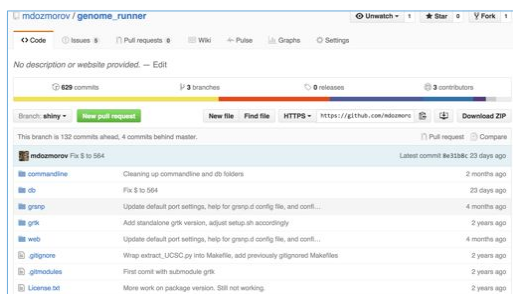 mdozmorov / genome_runner Unwatch 1 Star 0 Fork 1
Code Issues 5 Pull requests 0 Wiki Pulse Graphs Settings
No description or website provided. — Edit
629 commits 3 branches 0 releases 3 contributors
Branch: shiny New pull request New file Find file HTTPS https://github.com/mdozmoro Download ZIP
This branch is 132 commits ahead, 4 commits behind master. Pull request Compare
mdozmorov Fix $ to 564 Latest commit 8e31b8c 23 days ago
commandline Cleaning up commandline and db folders 2 months ago
db Fix $ to 564 23 days ago
grsnp Update default port settings, help for grsnp.d config file, and confi… 4 months ago
grtk Add standalone grtk version, adjust setup.sh accordingly 2 years ago
web Update default port settings, help for grsnp.d config file, and confi… 4 months ago
.gitignore Wrap extract_UCSC.py into Makefile, add previously gitignored Makefiles 2 years ago
.gitmodules First comit with submodule grtk 2 years ago
License.txt More work on package version. Still not working. 2 years ago